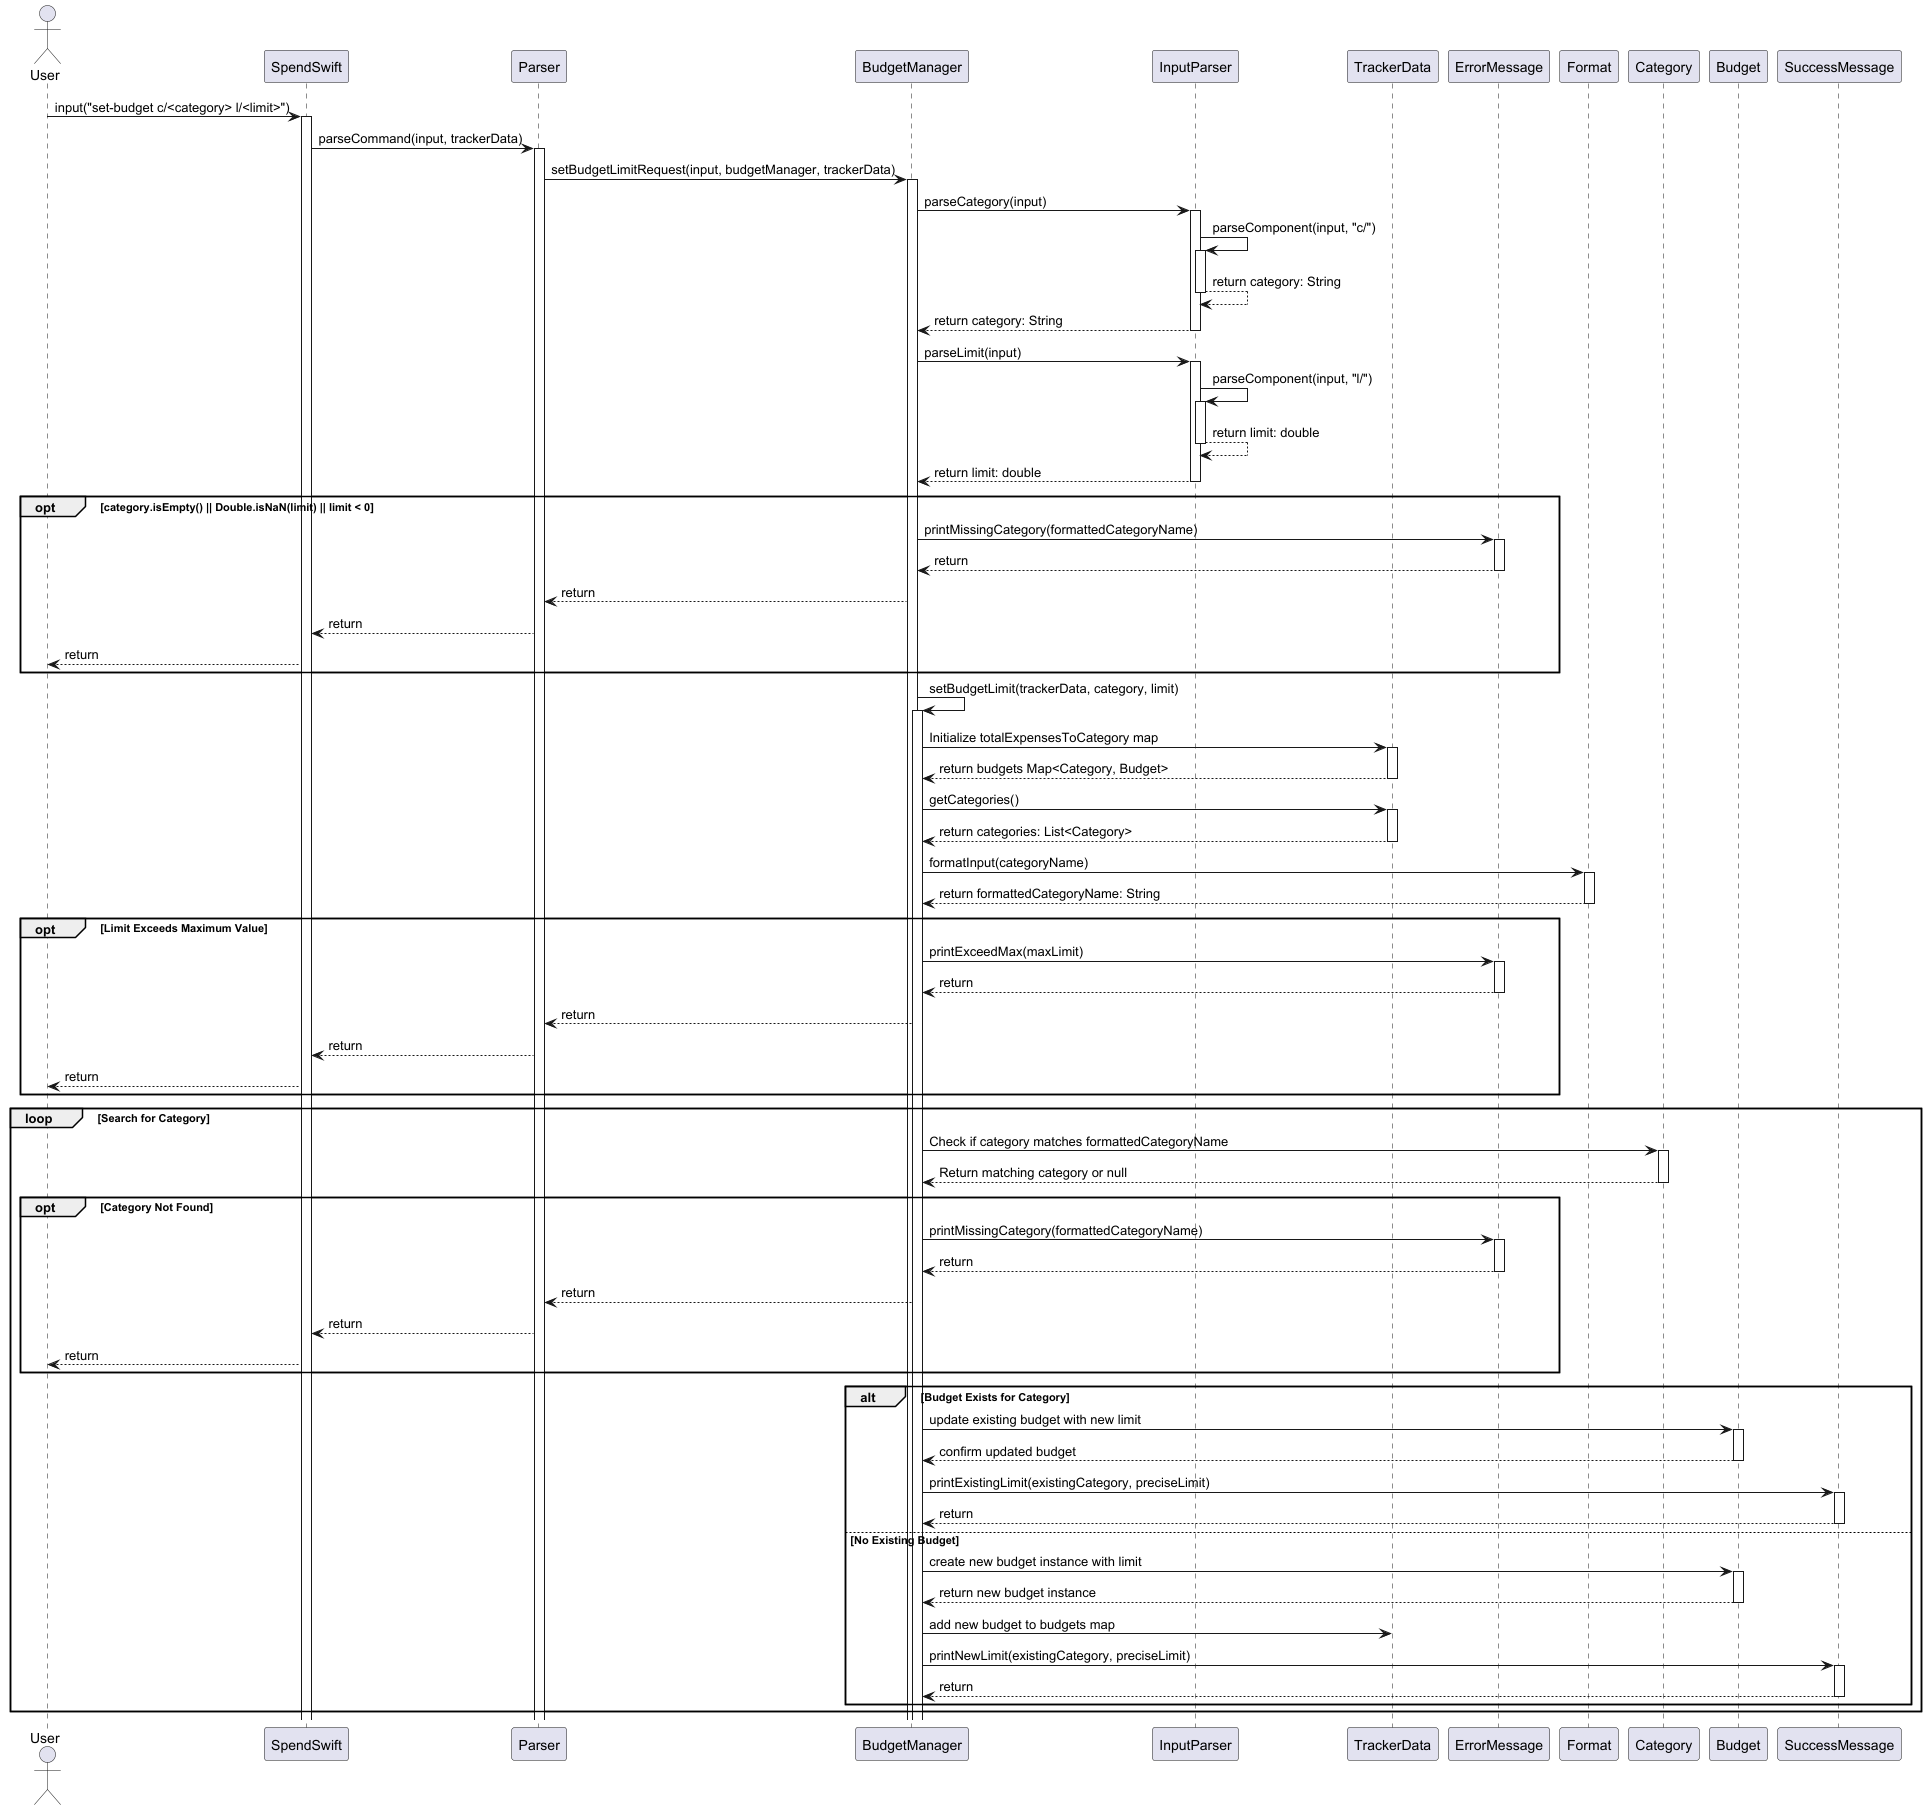 User
SpendSwift
Parser
BudgetManager
InputParser
TrackerData
ErrorMessage
Format
Category
Budget
SuccessMessage
input("set-budget c/<category> l/<limit>")
parseCommand(input, trackerData)
setBudgetLimitRequest(input, budgetManager, trackerData)
parseCategory(input)
parseComponent(input, "c/")
return category: String
return category: String
parseLimit(input)
parseComponent(input, "l/")
return limit: double
return limit: double
opt
[category.isEmpty() || Double.isNaN(limit) || limit < 0]
printMissingCategory(formattedCategoryName)
return
return
return
return
setBudgetLimit(trackerData, category, limit)
Initialize totalExpensesToCategory map
return budgets Map<Category, Budget>
getCategories()
return categories: List<Category>
formatInput(categoryName)
return formattedCategoryName: String
opt
[Limit Exceeds Maximum Value]
printExceedMax(maxLimit)
return
return
return
return
loop
[Search for Category]
Check if category matches formattedCategoryName
Return matching category or null
opt
[Category Not Found]
printMissingCategory(formattedCategoryName)
return
return
return
return
alt
[Budget Exists for Category]
update existing budget with new limit
confirm updated budget
printExistingLimit(existingCategory, preciseLimit)
return
[No Existing Budget]
create new budget instance with limit
return new budget instance
add new budget to budgets map
printNewLimit(existingCategory, preciseLimit)
return
User
SpendSwift
Parser
BudgetManager
InputParser
TrackerData
ErrorMessage
Format
Category
Budget
SuccessMessage